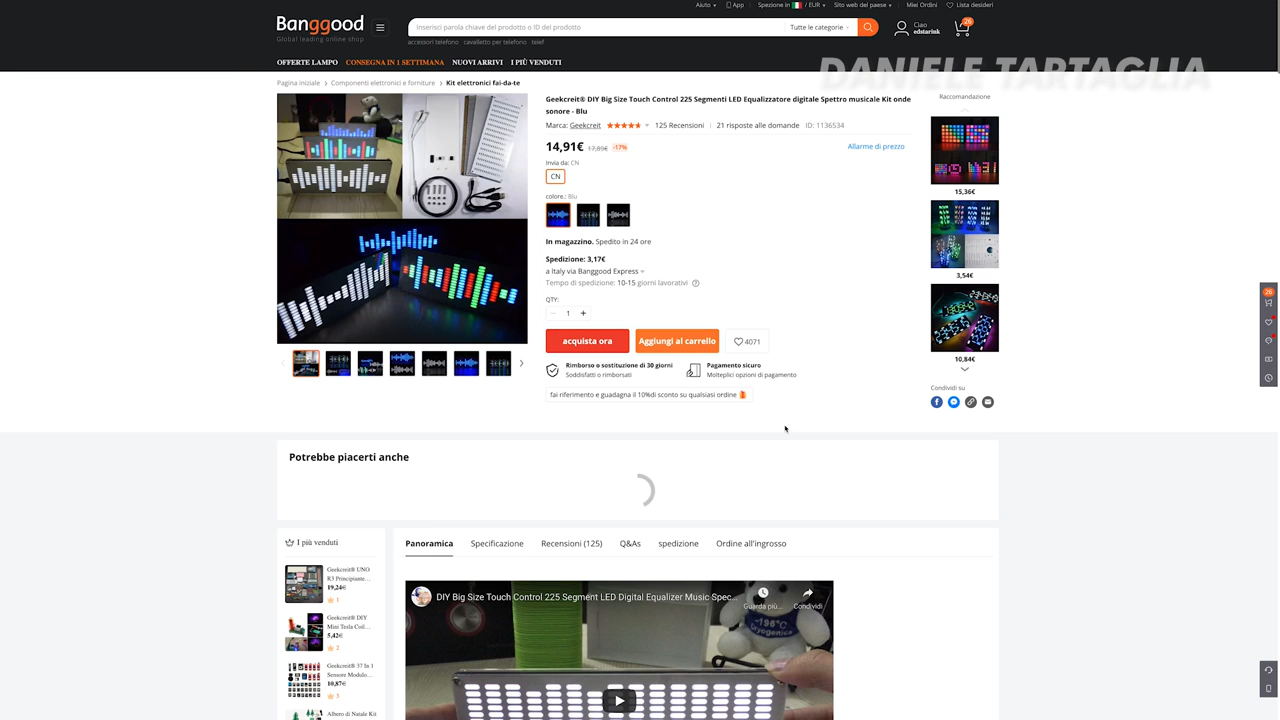 Aiuto
App
Spezione in / EUR
Sito web del paese
Miei Ordini
Lista desideri
Banggood
Global leading online shop
Inserisci parola chiave del prodotto o ID del prodotto
Tutte le categorie
Ciao
edstarink
26
accessori telefono cavalletto per telefono telef
OFFERTE LAMPO
CONSEGNA IN 1 SETTIMANA
NUOVI ARRIVI
I PIÙ VENDUTI
DANIELE TARTAGLIA
Pagina iniziale > Componenti elettronici e forniture > Kit elettronici fai-da-te
Geekcreit® DIY Big Size Touch Control 225 Segmenti LED Equalizzatore digitale Spettro musicale Kit onde
sonore - Blu
Marca: Geekcreit
125 Recensioni
21 risposte alle domande
ID: 1136534
14,91€ 17,89€ -17%
Allarme di prezzo
Invia da: CN
CN
colore.: Blu
In magazzino. Spedito in 24 ore
Spedizione: 3,17€
a Italia via Banggood Express
Tempo di spedizione: 10-15 giorni lavorativi
QTY:
− 1 +
acquista ora
Aggiungi al carrello
4071
Rimborso o sostituzione di 30 giorni
Soddisfatti o rimborsati
Pagamento sicuro
Molteplici opzioni di pagamento
fai riferimento e guadagna il 10%di sconto su qualsiasi ordine
Raccomandazione
15,36€
3,54€
10,84€
Condividi su
26
Potrebbe piacerti anche
I più venduti
Geekcreit® UNO
R3 Principiante...
19,24€
1
Geekcreit® DIY
Mini Tesla Coil...
5,42€
2
Geekcreit® 37 In 1
Sensore Modulo...
10,87€
3
Albero di Natale Kit
Panoramica
Specificazione
Recensioni (125)
Q&As
spedizione
Ordine all'ingrosso
DIY Big Size Touch Control 225 Segment LED Digital Equalizer Music Spec...
Guarda più...
Condividi
-196°C
Cryogenics